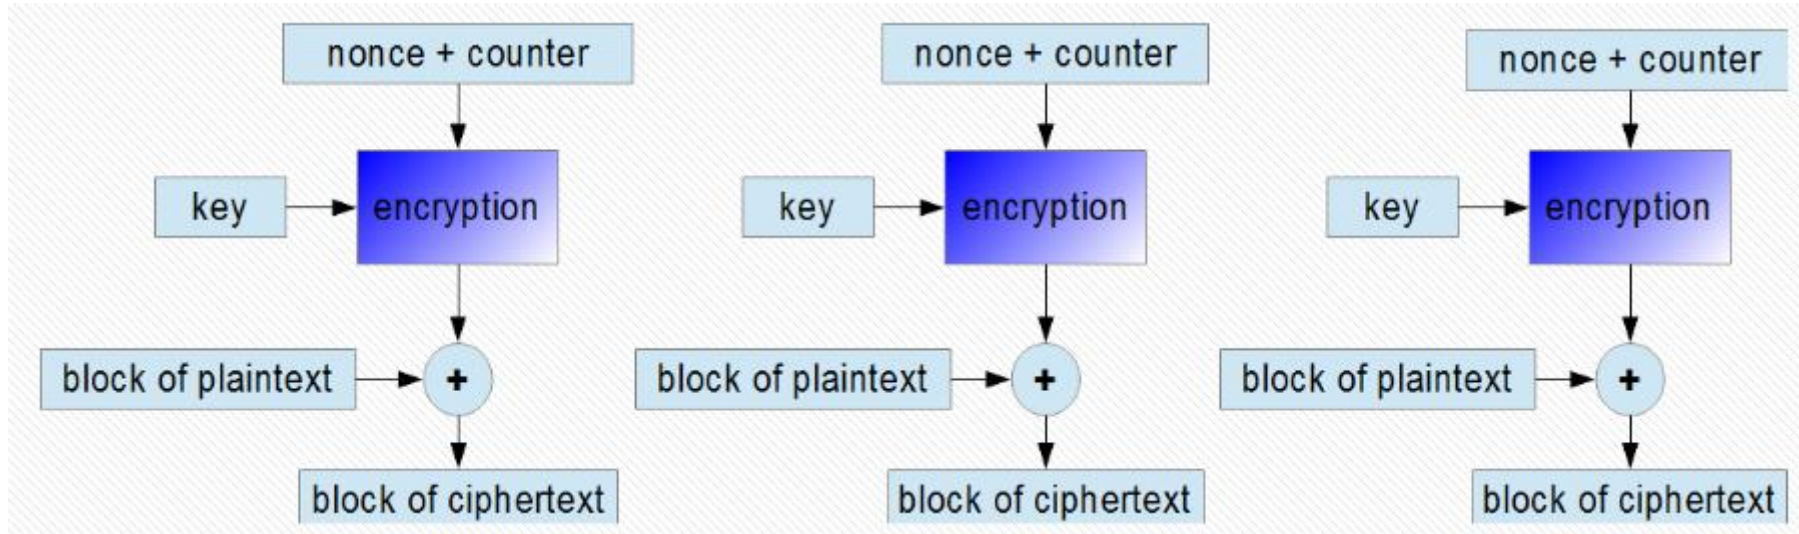 nonce + counter
nonce + counter
nonce + counter
key
encryption
key
encryption
key
encryption
block of plaintext
+
block of plaintext
+
block of plaintext
+
block of ciphertext
block of ciphertext
block of ciphertext